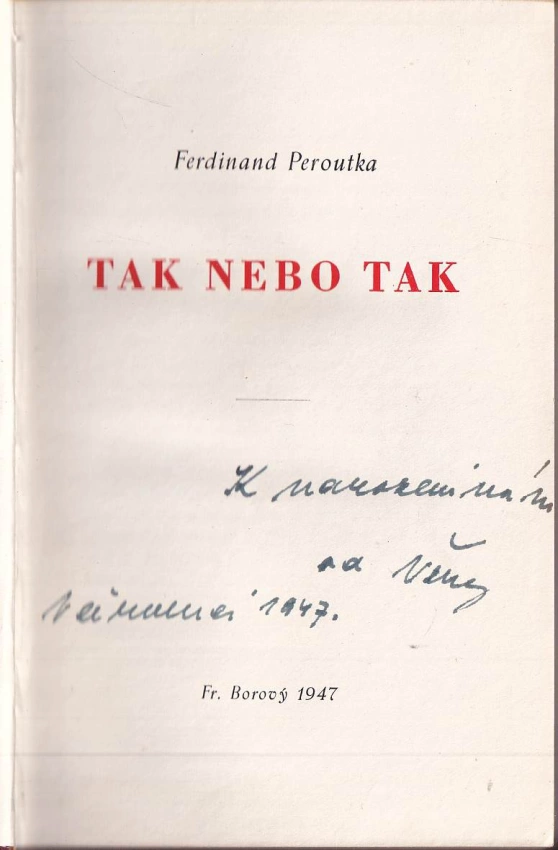 Ferdinand Peroutka
TAK NEBO TAK
K narozeninám
od Věry
1947.
Fr. Borový 1947